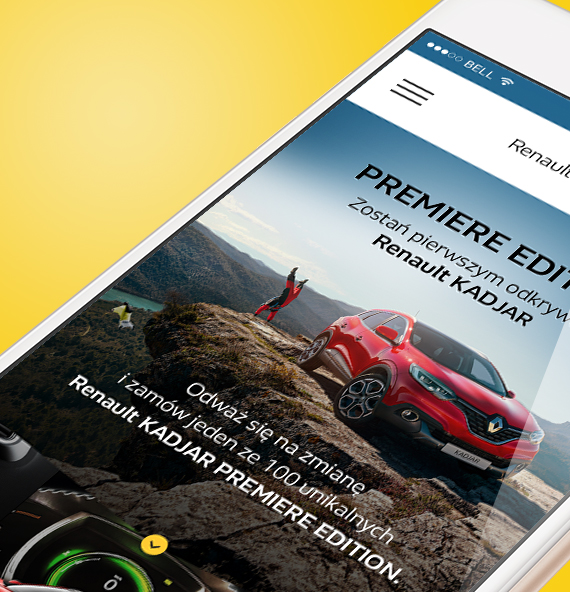 BELL
Renault
PREMIERE EDIT
Zostań pierwszym odkryw
Renault KADJAR
KADJAR
Odważ się na zmianę
i zamów jeden ze 100 unikalnych
Renault KADJAR PREMIERE EDITION.
0